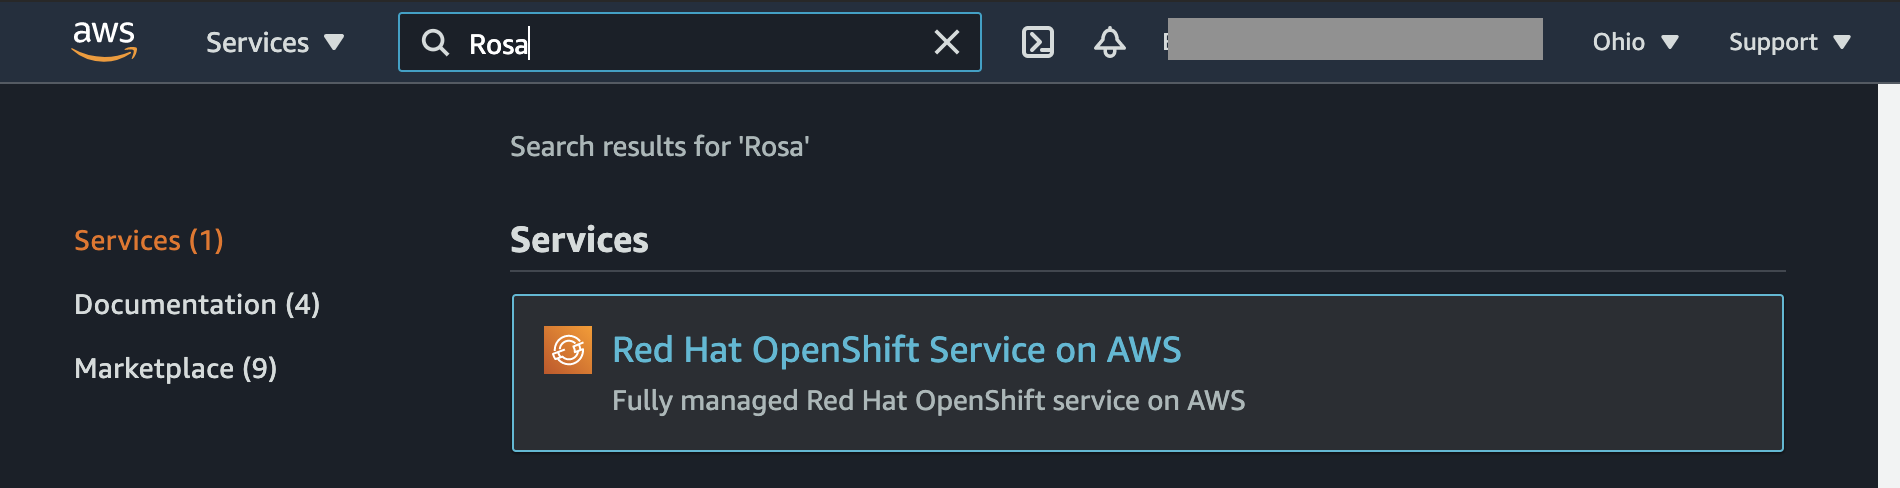 aws
Services
Rosa
Ohio
Support
Search results for 'Rosa'
Services (1)
Documentation (4)
Marketplace (9)
Services
Red Hat OpenShift Service on AWS
Fully managed Red Hat OpenShift service on AWS